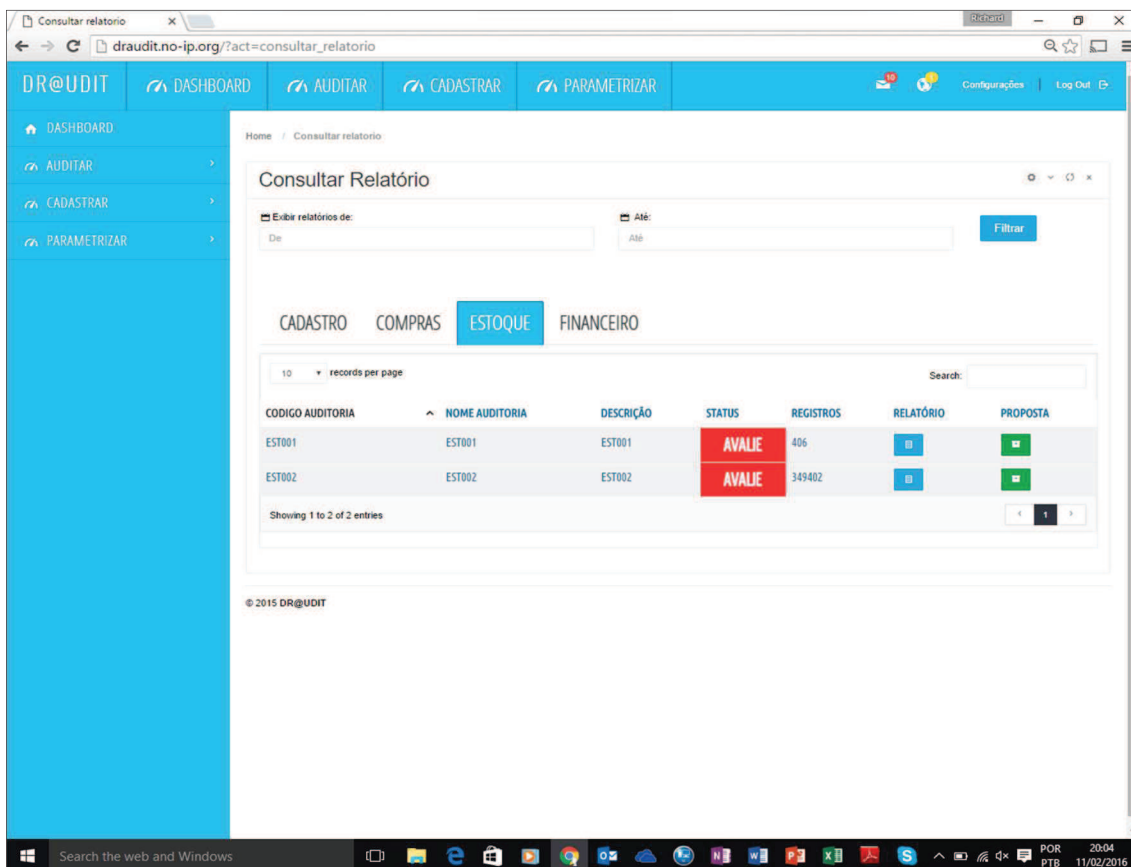 Consultar relatorio
Richard
draudit.no-ip.org/?act=consultar_relatorio
DR@UDIT DASHBOARD AUDITAR CADASTRAR PARAMETRIZAR 10 1 Configurações | Log Out
DASHBOARD
AUDITAR
CADASTRAR
PARAMETRIZAR
Home / Consultar relatorio
Consultar Relatório
Exibir relatórios de: Até:
De Até Filtrar
CADASTRO COMPRAS ESTOQUE FINANCEIRO
10 records per page Search:
CODIGO AUDITORIA NOME AUDITORIA DESCRIÇÃO STATUS REGISTROS RELATÓRIO PROPOSTA
EST001 EST001 EST001 AVALIE 406
EST002 EST002 EST002 AVALIE 349402
Showing 1 to 2 of 2 entries 1
© 2015 DR@UDIT
Search the web and Windows
POR 20:04
PTB 11/02/2016